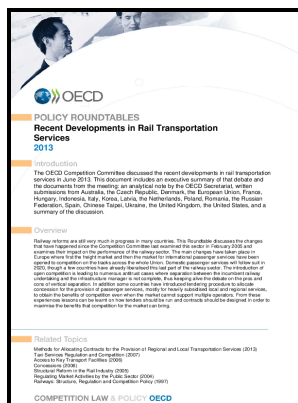 OECD
POLICY ROUNDTABLES
Recent Developments in Rail Transportation
Services
2013
Introduction
The OECD Competition Committee discussed the recent developments in rail transportation
services in June 2013. This document includes an executive summary of that debate and
the documents from the meeting: an analytical note by the OECD Secretariat, written
submissions from Australia, the Czech Republic, Denmark, the European Union, France,
Hungary, Indonesia, Italy, Korea, Latvia, the Netherlands, Poland, Romania, the Russian
Federation, Spain, Chinese Taipei, Ukraine, the United Kingdom, the United States, and a
summary of the discussion.
Overview
Railway reforms are still very much in progress in many countries. This Roundtable discusses the changes
that have happened since the Competition Committee last examined this sector in February 2005 and
examines their impact on the performance of the railway sector. The main changes have taken place in
Europe where first the freight market and then the market for international passenger services have been
opened to competition on the tracks across the whole Union. Domestic passenger services will follow suit in
2020, though a few countries have already liberalised this last part of the railway sector. The introduction of
open competition is leading to numerous antitrust cases where separation between the incumbent railway
undertaking and the infrastructure manager is not complete, thus keeping alive the debate on the pros and
cons of vertical separation. In addition some countries have introduced tendering procedure to allocate
concession for the provision of passenger services, mostly for heavily subsidised local and regional services,
to obtain the benefits of competition even when the market cannot support multiple operators. From these
experiences lessons can be learnt on how tenders should be run and contracts should be designed in order to
maximise the benefits that competition for the market can bring.
Related Topics
Methods for Allocating Contracts for the Provision of Regional and Local Transportation Services (2013)
Taxi Services Regulation and Competition (2007)
Access to Key Transport Facilities (2006)
Concessions (2006)
Structural Reform in the Rail Industry (2005)
Regulating Market Activities by the Public Sector (2004)
Railways: Structure, Regulation and Competition Policy (1997)
COMPETITION LAW & POLICY OECD